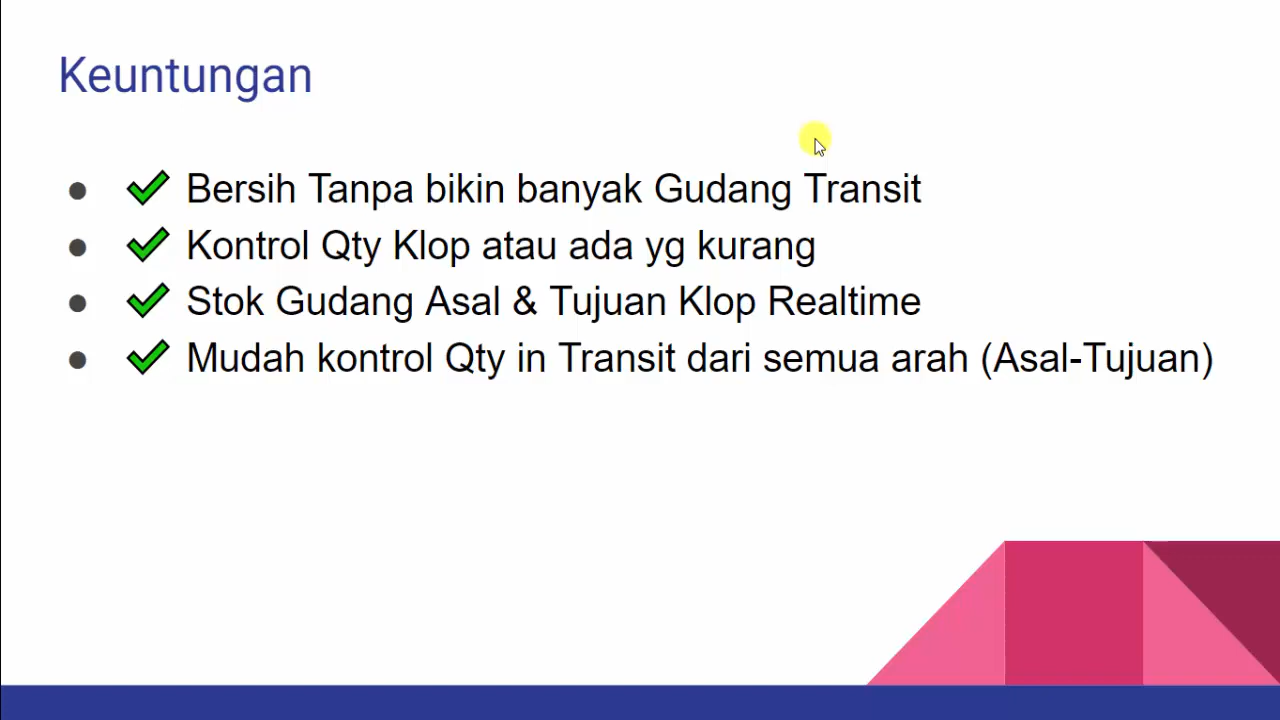 Keuntungan
● ✔ Bersih Tanpa bikin banyak Gudang Transit
● ✔ Kontrol Qty Klop atau ada yg kurang
● ✔ Stok Gudang Asal & Tujuan Klop Realtime
● ✔ Mudah kontrol Qty in Transit dari semua arah (Asal-Tujuan)